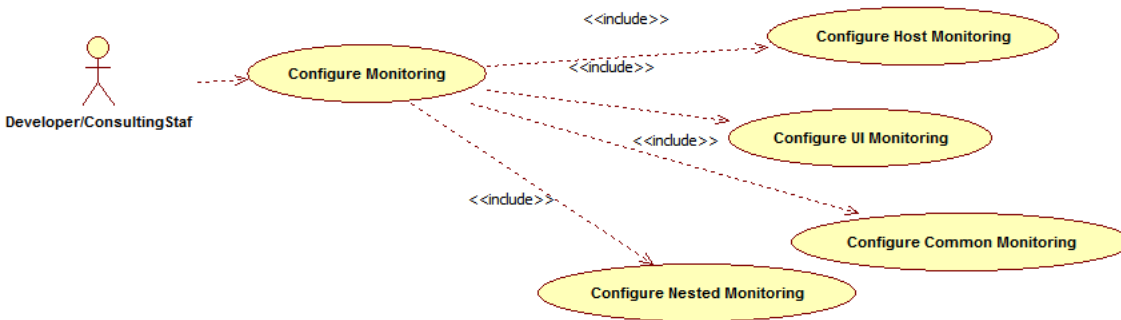 <<include>>
Configure Host Monitoring
Configure Monitoring
<<include>>
Developer/ConsultingStaf
Configure UI Monitoring
<<include>>
<<include>>
Configure Common Monitoring
Configure Nested Monitoring